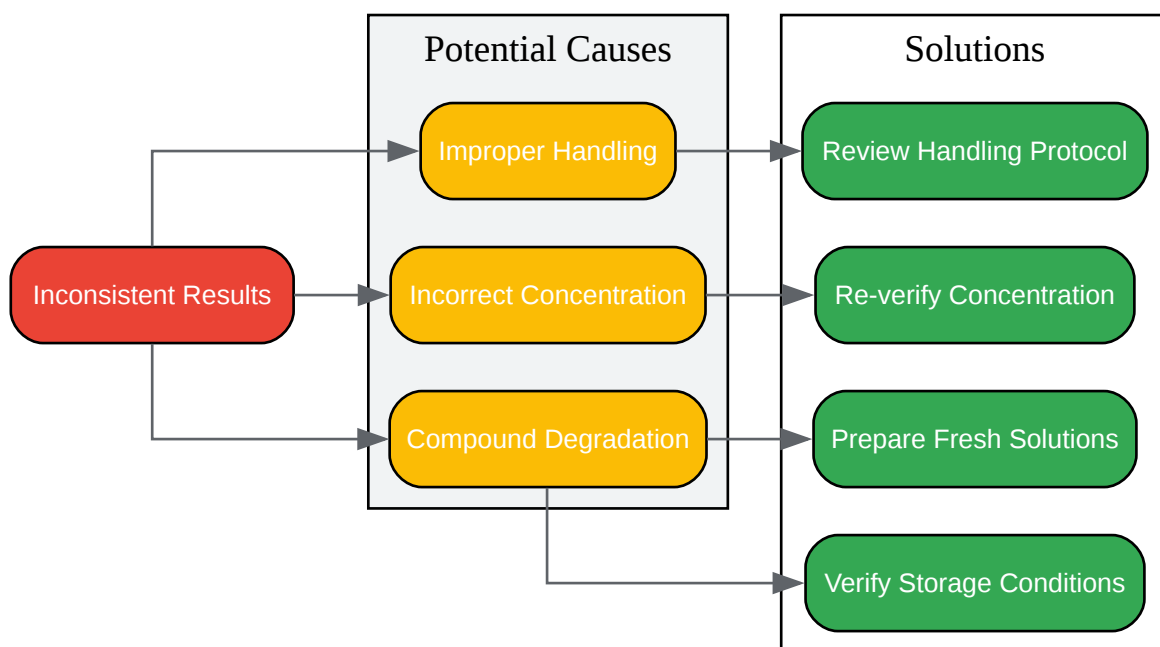 Potential Causes
Solutions
Improper Handling
Review Handling Protocol
Inconsistent Results
Incorrect Concentration
Re-verify Concentration
Compound Degradation
Prepare Fresh Solutions
Verify Storage Conditions